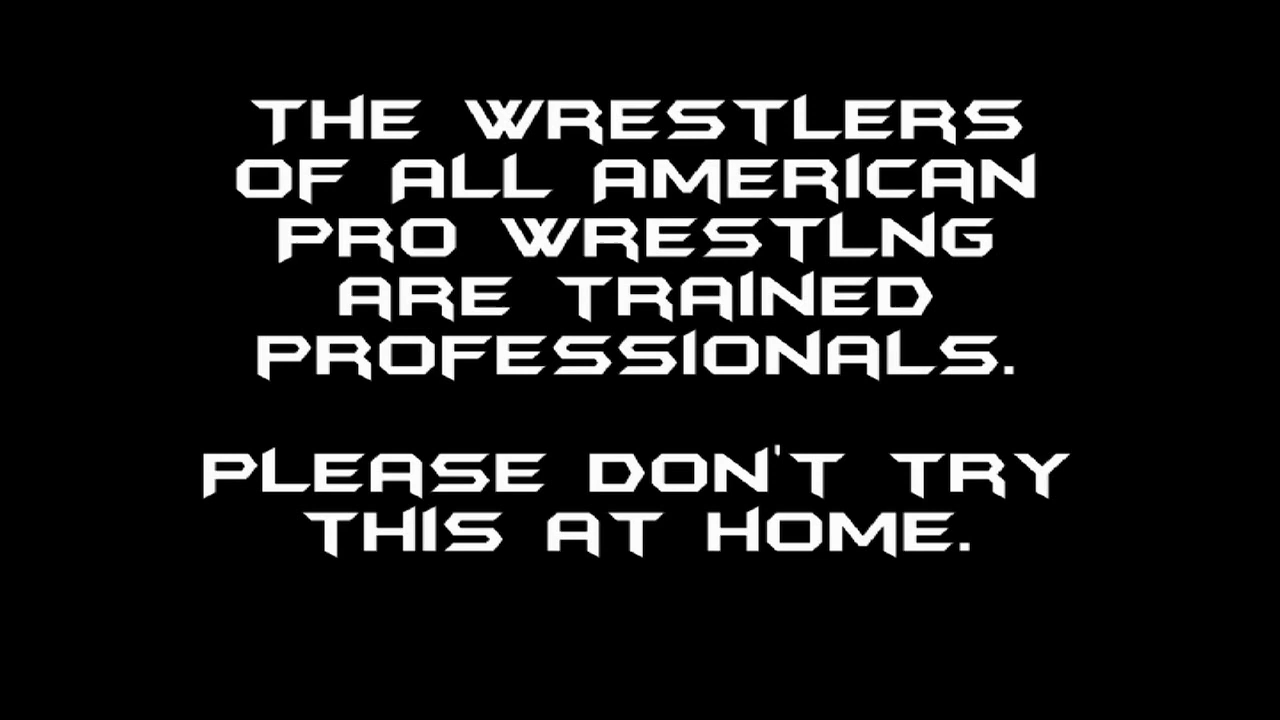 THE WRESTLERS
OF ALL AMERICAN
PRO WRESTLNG
ARE TRAINED
PROFESSIONALS.
PLEASE DON'T TRY
THIS AT HOME.